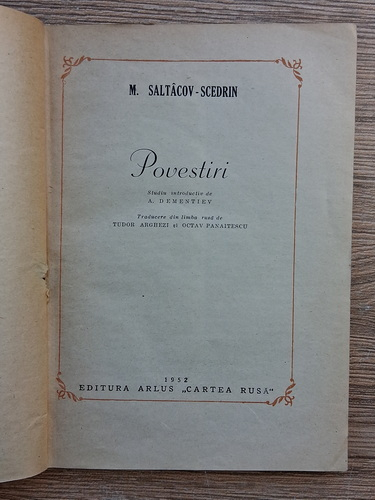 M. SALTÂCOV-SCEDRIN
Povestiri
Studiu introductiv de
A. DEMENTIEV
Traducere din limba rusă de
TUDOR ARGHEZI și OCTAV PANAITESCU
1952
EDITURA ARLUS „CARTEA RUSĂ"